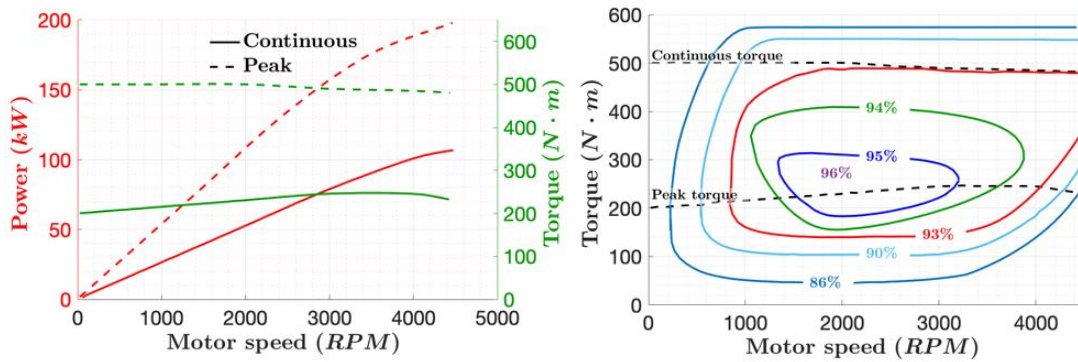 200
150
100
50
0
Power (kW)
Continuous
Peak
600
500
400
300
200
100
0
Torque (N · m)
0 1000 2000 3000 4000 5000
Motor speed (RPM)
600
500
400
300
200
100
0
Torque (N · m)
Continuous torque
94%
95%
96%
Peak torque
93%
90%
86%
0 1000 2000 3000 4000
Motor speed (RPM)